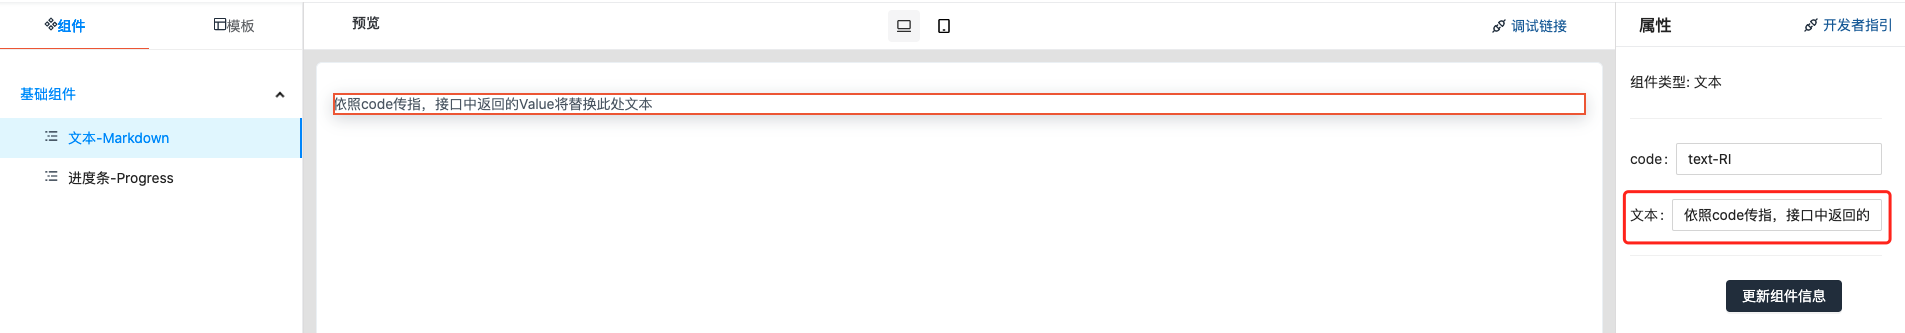 组件
模板
基础组件
文本-Markdown
进度条-Progress
预览
调试链接
依照code传指，接口中返回的Value将替换此处文本
属性
开发者指引
组件类型: 文本
code: text-RI
文本: 依照code传指，接口中返回的
更新组件信息